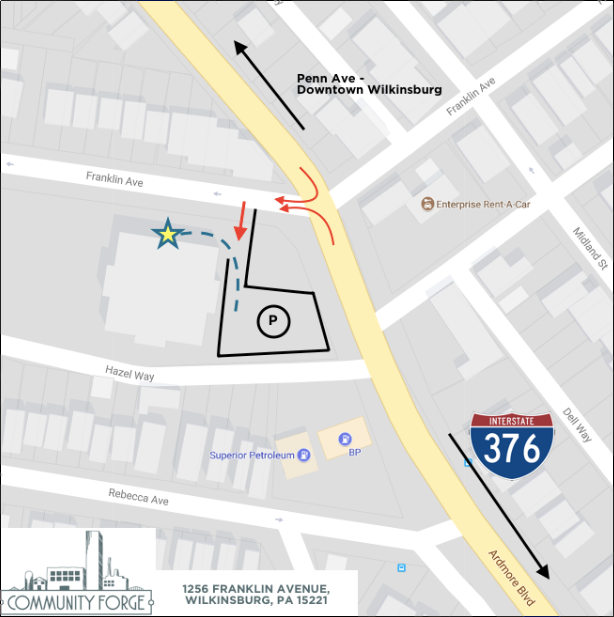 Penn Ave -
Downtown Wilkinsburg
Franklin Ave
Franklin Ave
Enterprise Rent-A-Car
Midland St
P
Hazel Way
Dell Way
INTERSTATE
376
Superior Petroleum
BP
Rebecca Ave
Ardmore Blvd
COMMUNITY FORGE
1256 FRANKLIN AVENUE,
WILKINSBURG, PA 15221